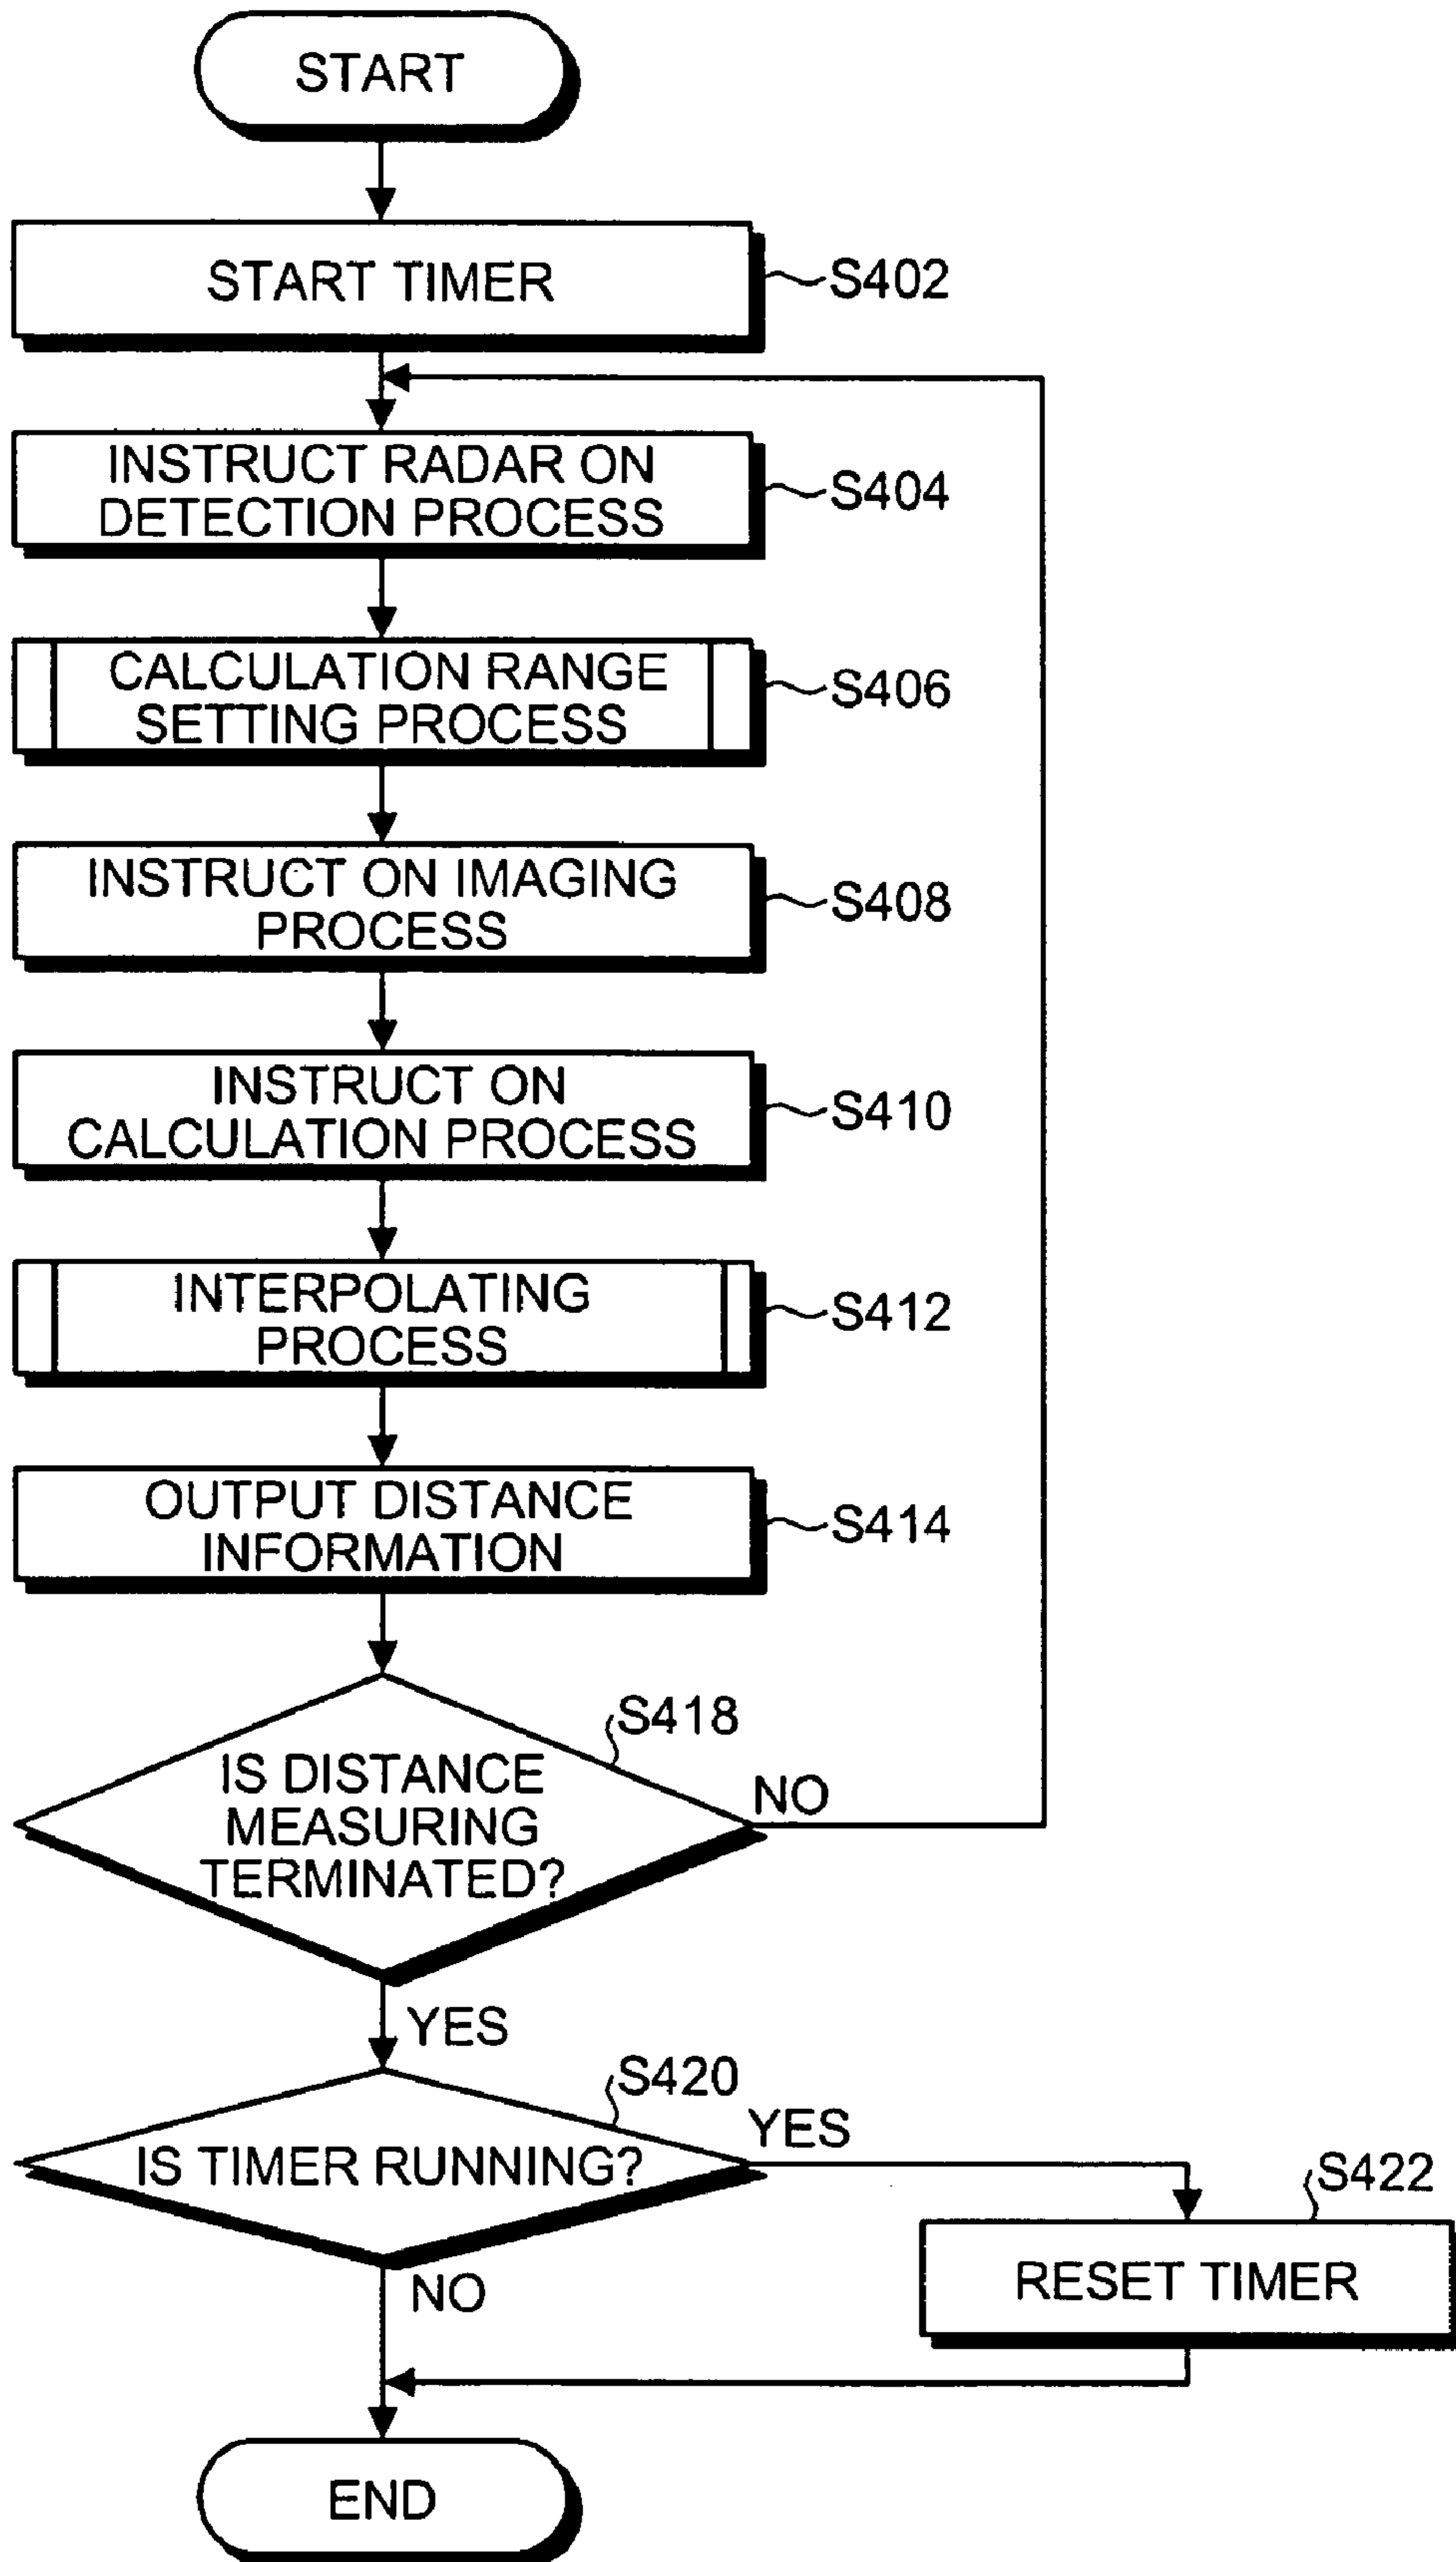 START
START TIMER
S402
INSTRUCT RADAR ON
DETECTION PROCESS
S404
CALCULATION RANGE
SETTING PROCESS
S406
INSTRUCT ON IMAGING
PROCESS
S408
INSTRUCT ON
CALCULATION PROCESS
S410
INTERPOLATING
PROCESS
S412
OUTPUT DISTANCE
INFORMATION
S414
S418
IS DISTANCE
MEASURING
TERMINATED?
NO
YES
S420
IS TIMER RUNNING?
YES
S422
RESET TIMER
NO
END